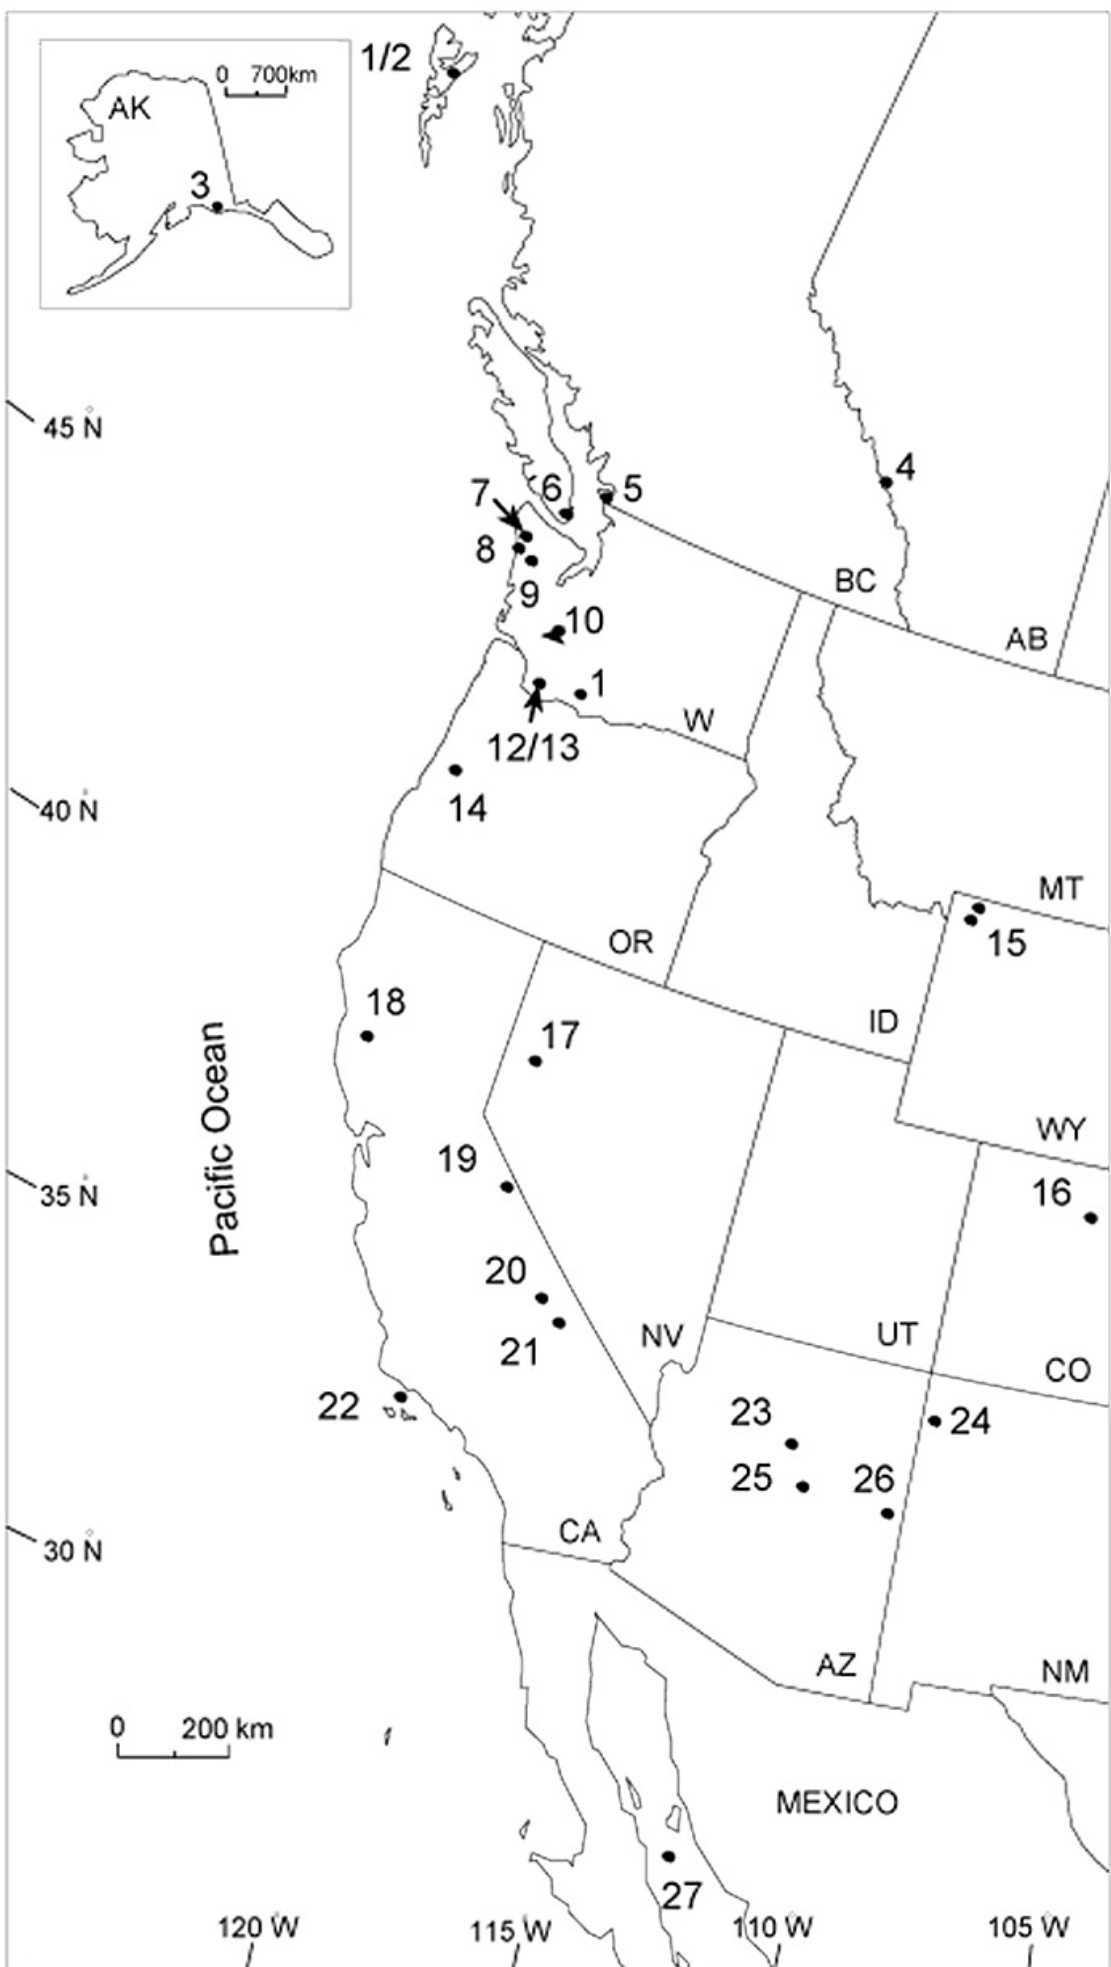 1/2
0 700km
AK
3
45 °N
4
7
6
5
8
9
BC
10
AB
1
W
12/13
40 °N
14
MT
OR
15
18
ID
17
Pacific Ocean
WY
19
16
35 °N
20
NV
UT
21
CO
22
23
24
25
26
CA
30 °N
AZ
NM
0 200 km
MEXICO
27
120 °W
115 °W
110 °W
105 °W